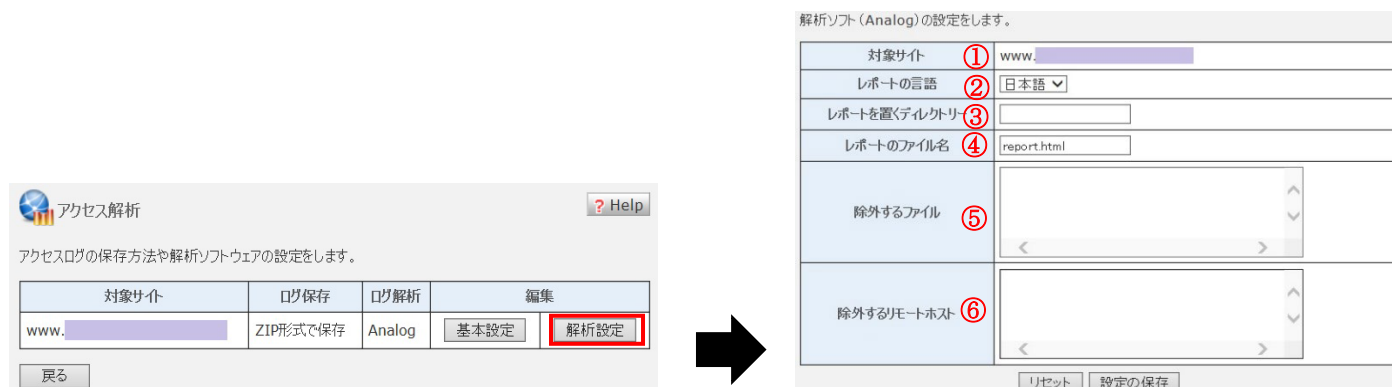 アクセス解析
? Help
アクセスログの保存方法や解析ソフトウェアの設定をします。
対象サイト ログ保存 ログ解析 編集
www. ZIP形式で保存 Analog 基本設定 解析設定
戻る
解析ソフト(Analog)の設定をします。
対象サイト ① www.
レポートの言語 ② 日本語
レポートを置くディレクトリー ③
レポートのファイル名 ④ report.html
除外するファイル ⑤
除外するリモートホスト ⑥
リセット 設定の保存